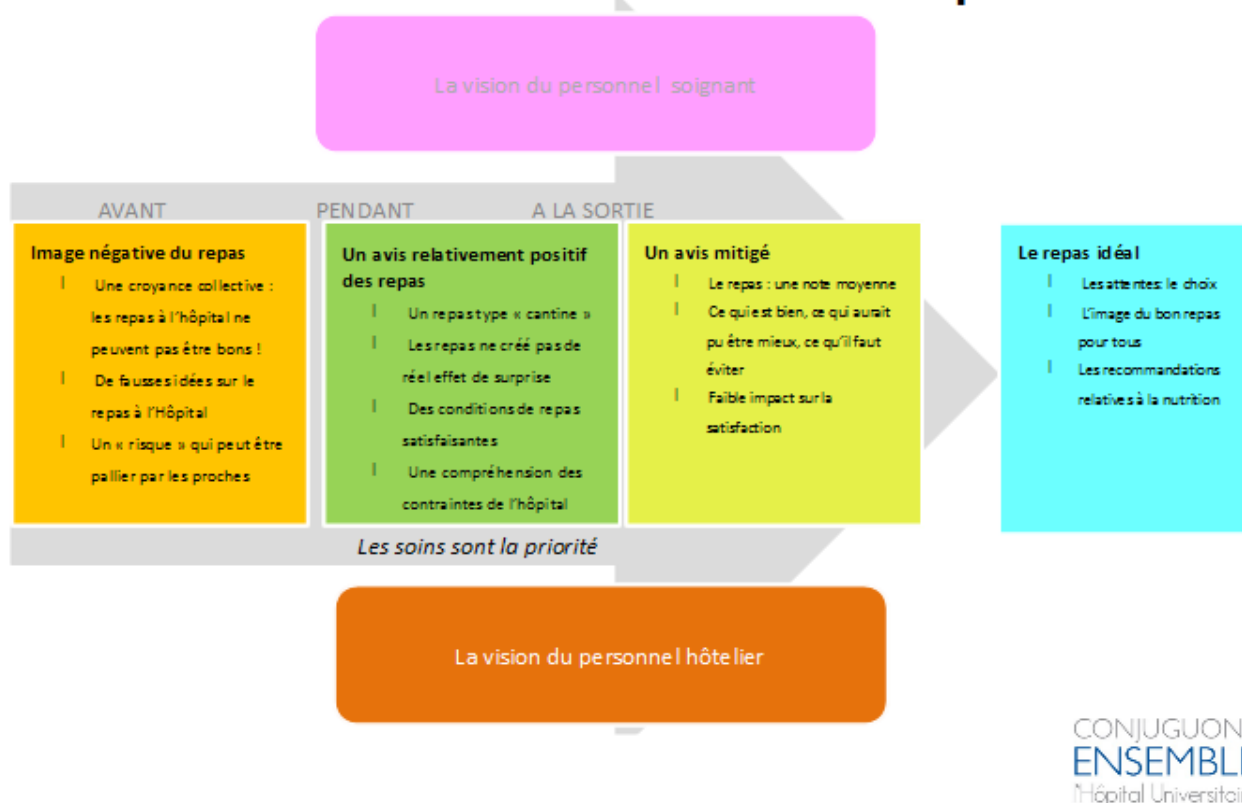 La vision du personnel soignant
AVANT
PENDANT
A LA SORTIE
Image négative du repas
Une croyance collective :
les repas à l'hôpital ne
peuvent pas être bons !
De fausses idées sur le
repas à l'Hôpital
Un « risque » qui peut être
pallier par les proches
Un avis relativement positif
des repas
Un repas type « cantine »
Les repas ne créé pas de
réel effet de surprise
Des conditions de repas
satisfaisantes
Une compréhension des
contraintes de l'hôpital
Un avis mitigé
Le repas : une note moyenne
Ce qui est bien, ce qui aurait
pu être mieux, ce qu'il faut
éviter
Faible impact sur la
satisfaction
Le repas idéal
Les attentes: le choix
L'image du bon repas
pour tous
Les recommandations
relatives à la nutrition
Les soins sont la priorité
La vision du personnel hôtelier
CONJUGUON
ENSEMBLE
l'Hôpital Universitair